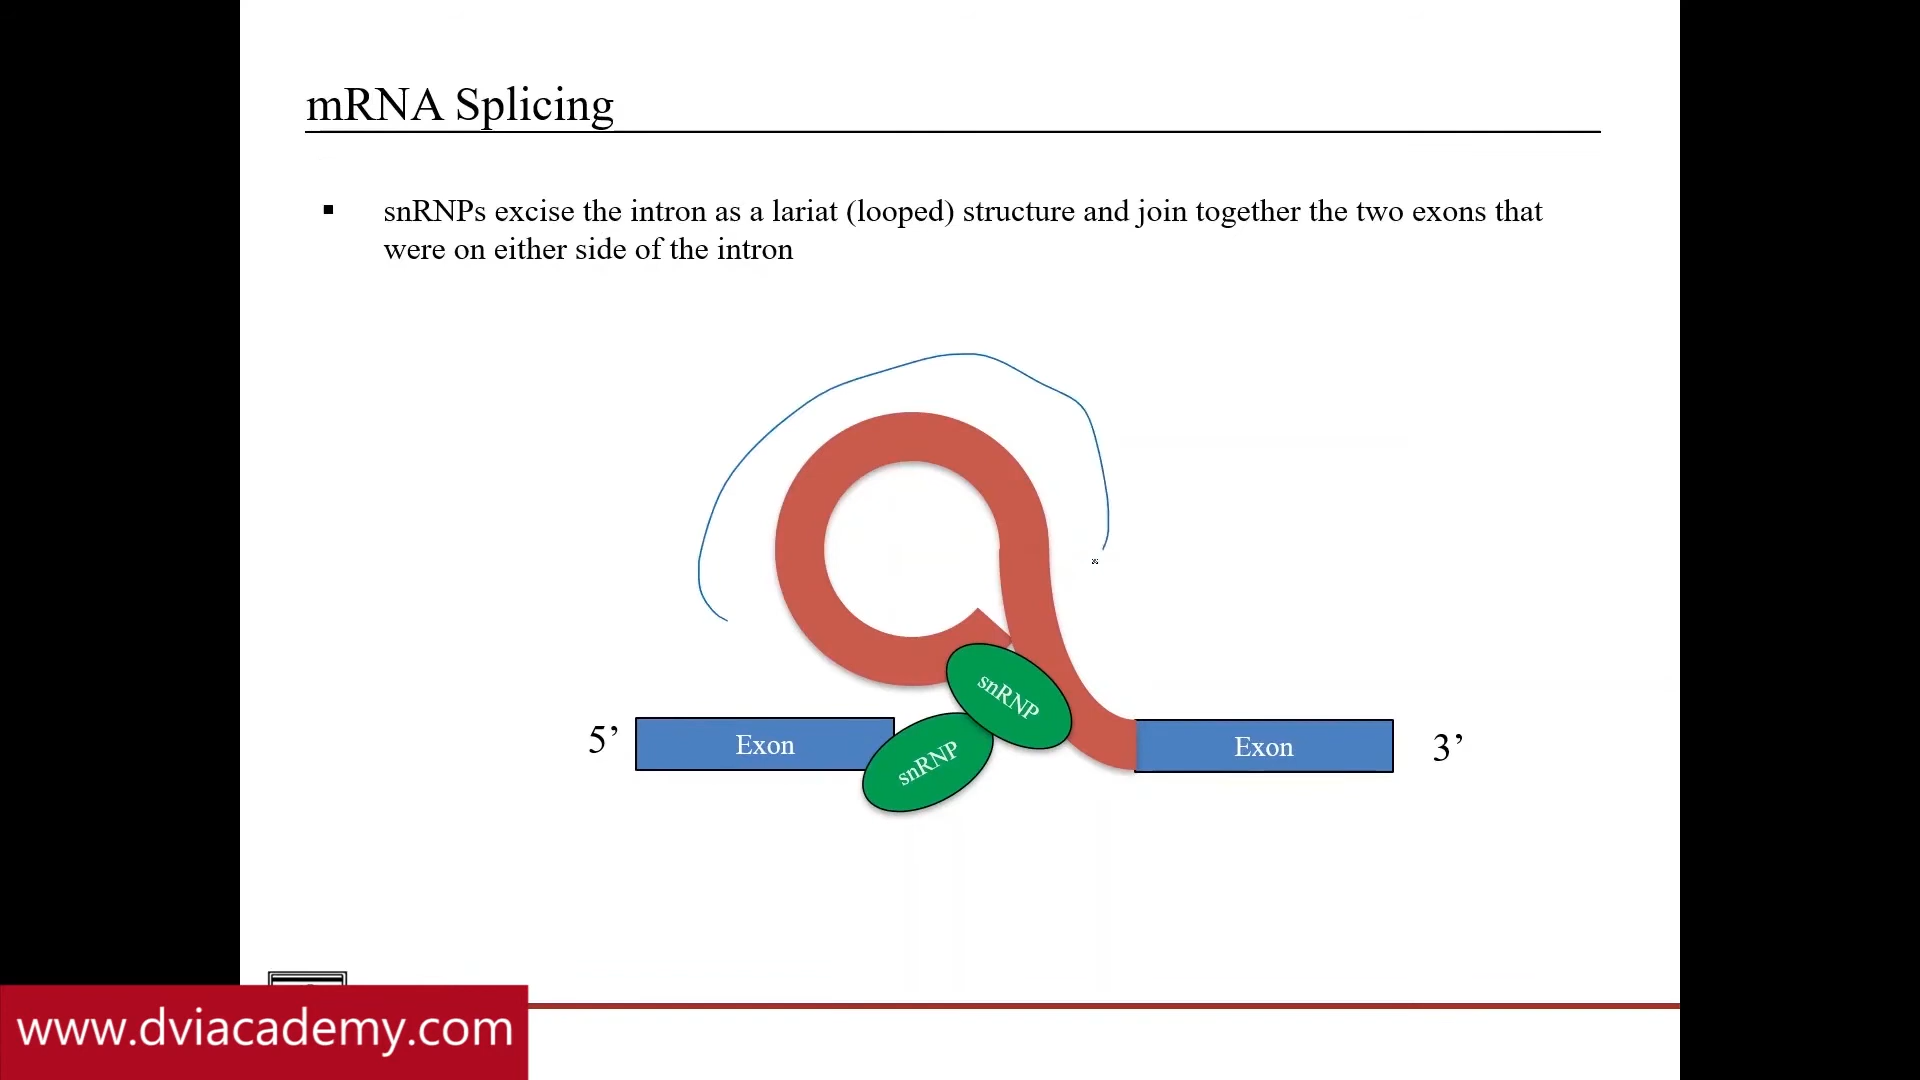 mRNA Splicing
▪ snRNPs excise the intron as a lariat (looped) structure and join together the two exons that
were on either side of the intron
snRNP
5’ Exon snRNP Exon 3’
www.dviacademy.com